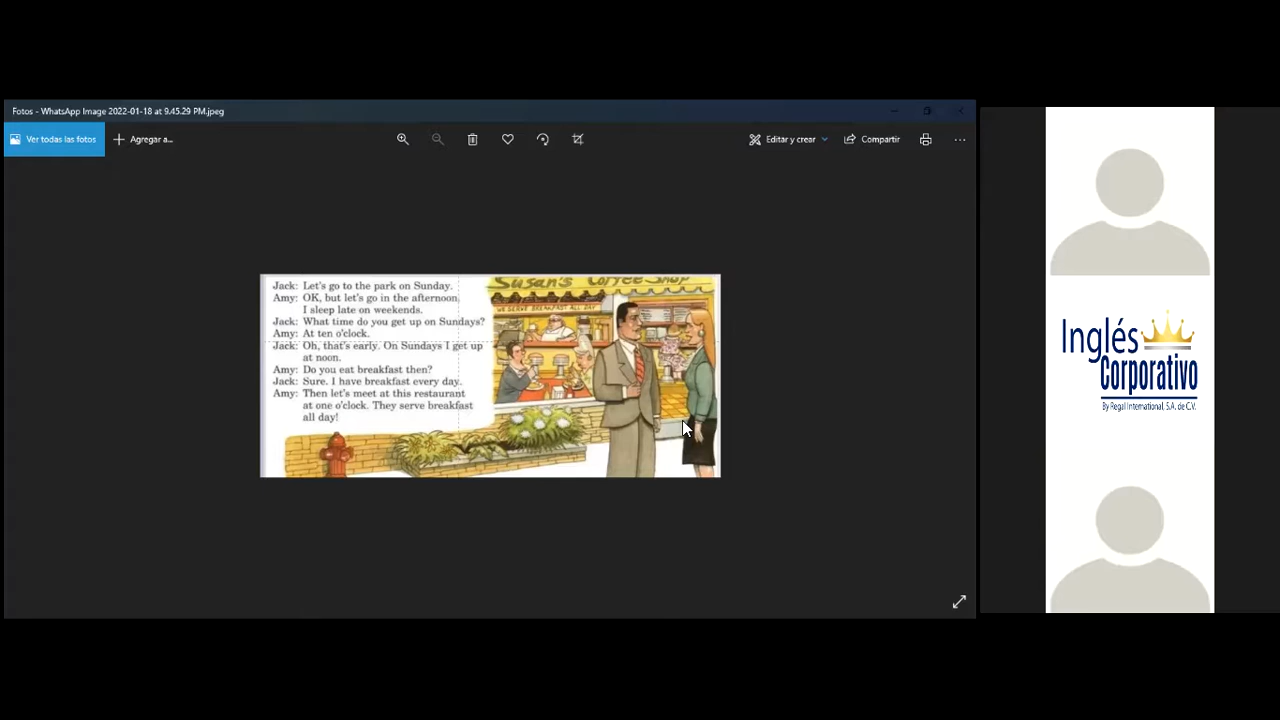 Fotos - WhatsApp Image 2022-01-18 at 9.45.29 PM.jpeg
Ver todas las fotos
Agregar a...
Editar y crear
Compartir
Jack: Let's go to the park on Sunday.
Amy: OK, but let's go in the afternoon.
I sleep late on weekends.
Jack: What time do you get up on Sundays?
Amy: At ten o'clock.
Jack: Oh, that's early. On Sundays I get up
at noon.
Amy: Do you eat breakfast then?
Jack: Sure. I have breakfast every day.
Amy: Then let's meet at this restaurant
at one o'clock. They serve breakfast
all day!
Susan's Coffee Shop
WE SERVE BREAKFAST ALL DAY
Inglés
Corporativo
By Regal International, S.A. de C.V.